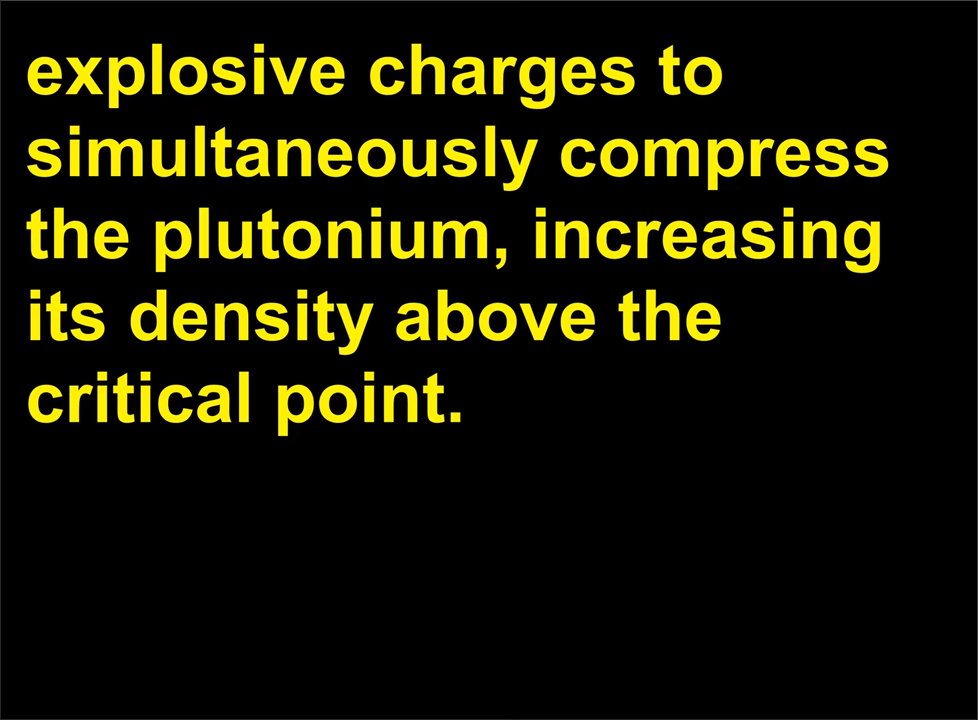 explosive charges to
simultaneously compress
the plutonium, increasing
its density above the
critical point.